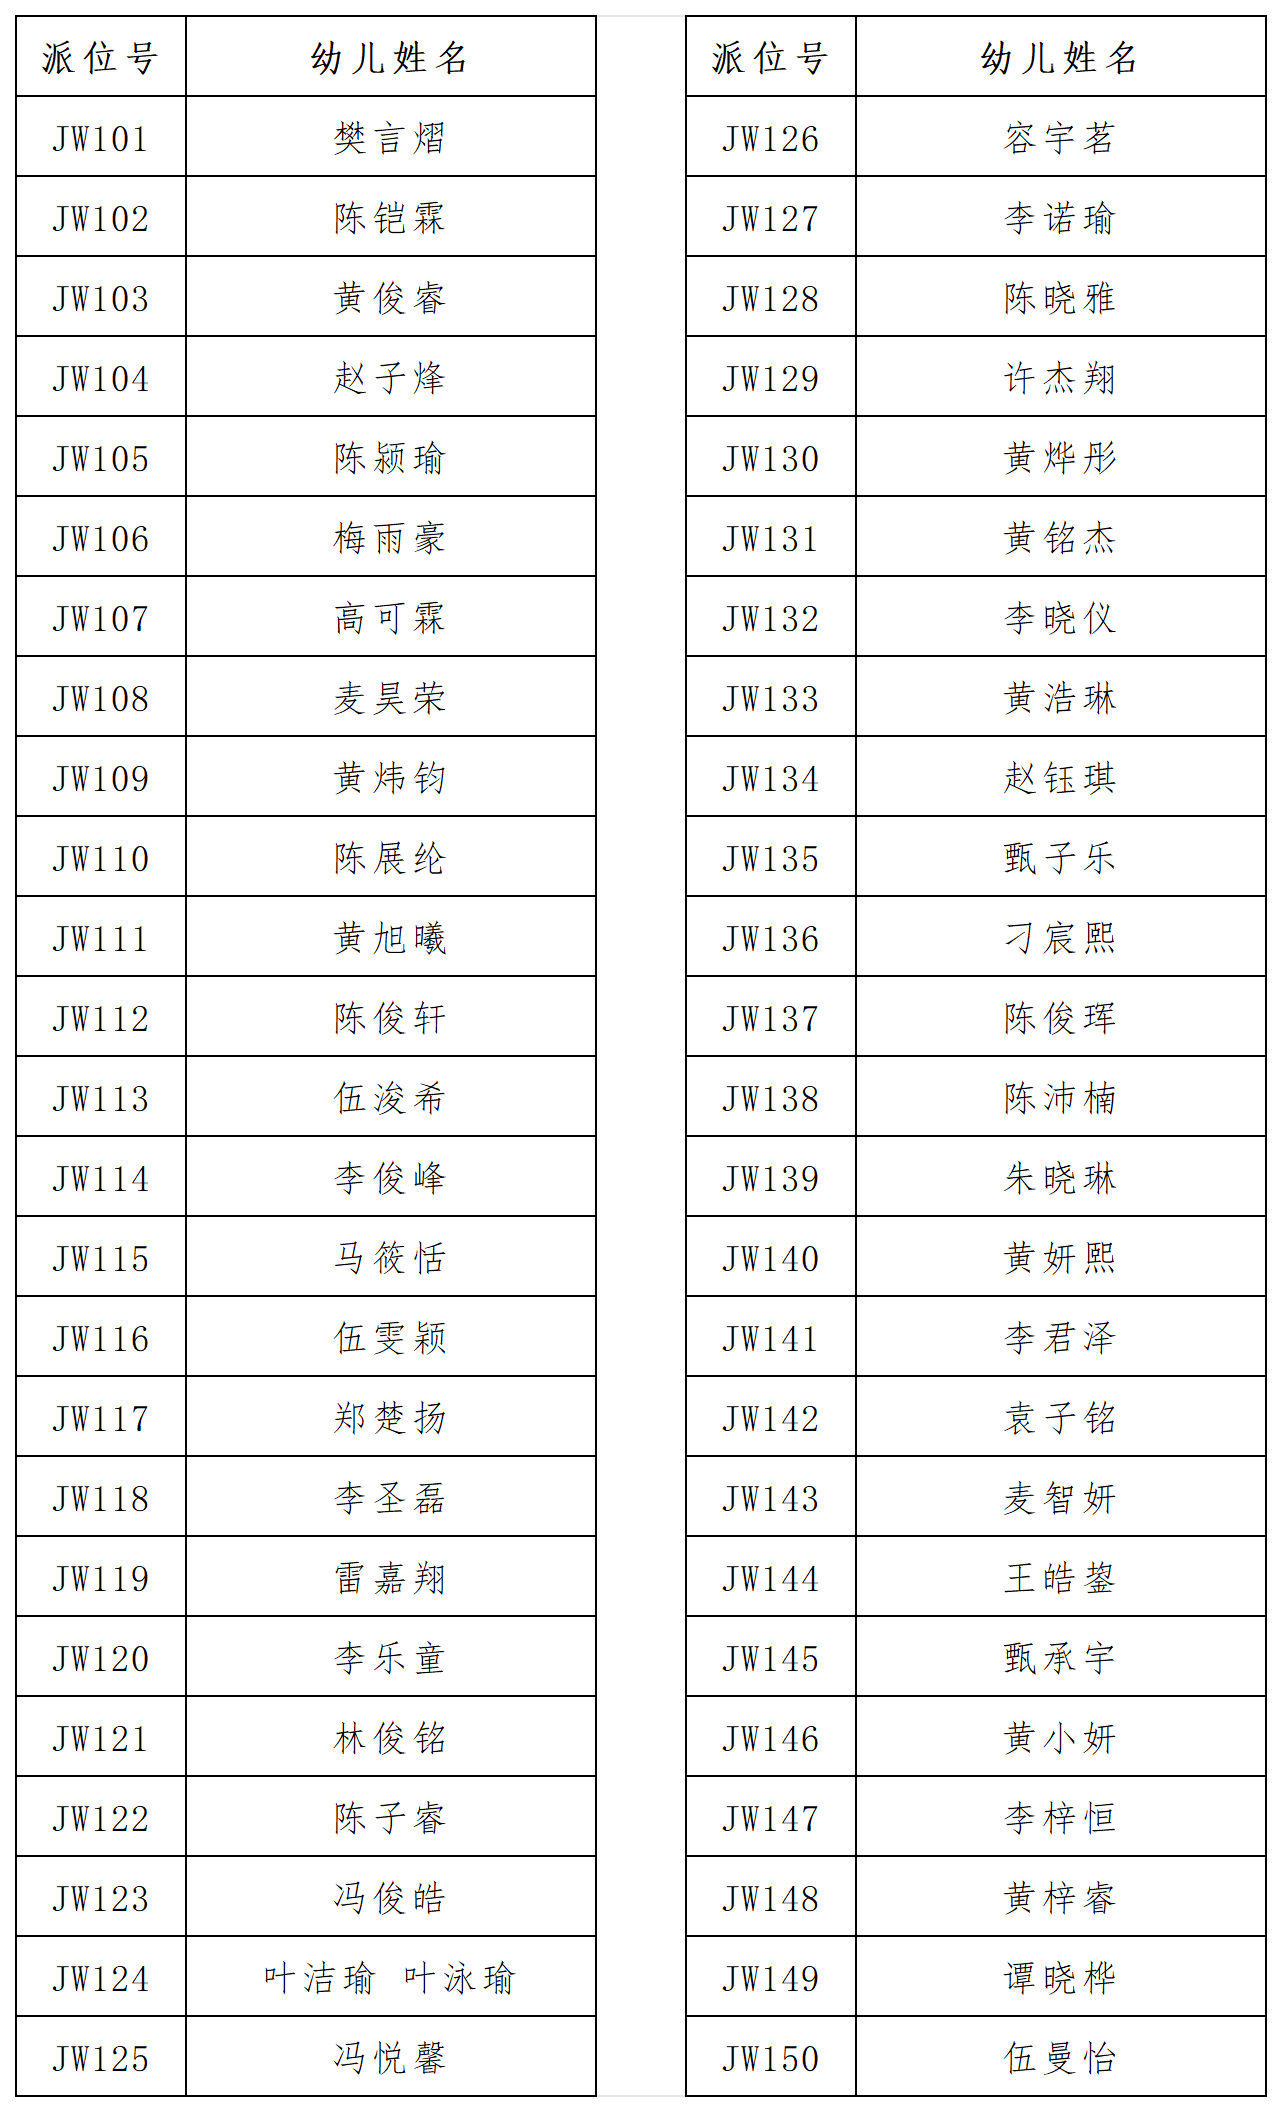 派位号 幼儿姓名 派位号 幼儿姓名
JW101 樊言熠 JW126 容宇茗
JW102 陈铠霖 JW127 李诺瑜
JW103 黄俊睿 JW128 陈晓雅
JW104 赵子烽 JW129 许杰翔
JW105 陈颍瑜 JW130 黄烨彤
JW106 梅雨豪 JW131 黄铭杰
JW107 高可霖 JW132 李晓仪
JW108 麦昊荣 JW133 黄浩琳
JW109 黄炜钧 JW134 赵钰琪
JW110 陈展纶 JW135 甄子乐
JW111 黄旭曦 JW136 刁宸熙
JW112 陈俊轩 JW137 陈俊珲
JW113 伍浚希 JW138 陈沛楠
JW114 李俊峰 JW139 朱晓琳
JW115 马筱恬 JW140 黄妍熙
JW116 伍雯颖 JW141 李君泽
JW117 郑楚扬 JW142 袁子铭
JW118 李圣磊 JW143 麦智妍
JW119 雷嘉翔 JW144 王皓鋆
JW120 李乐童 JW145 甄承宇
JW121 林俊铭 JW146 黄小妍
JW122 陈子睿 JW147 李梓恒
JW123 冯俊皓 JW148 黄梓睿
JW124 叶洁瑜 叶泳瑜 JW149 谭晓桦
JW125 冯悦馨 JW150 伍曼怡